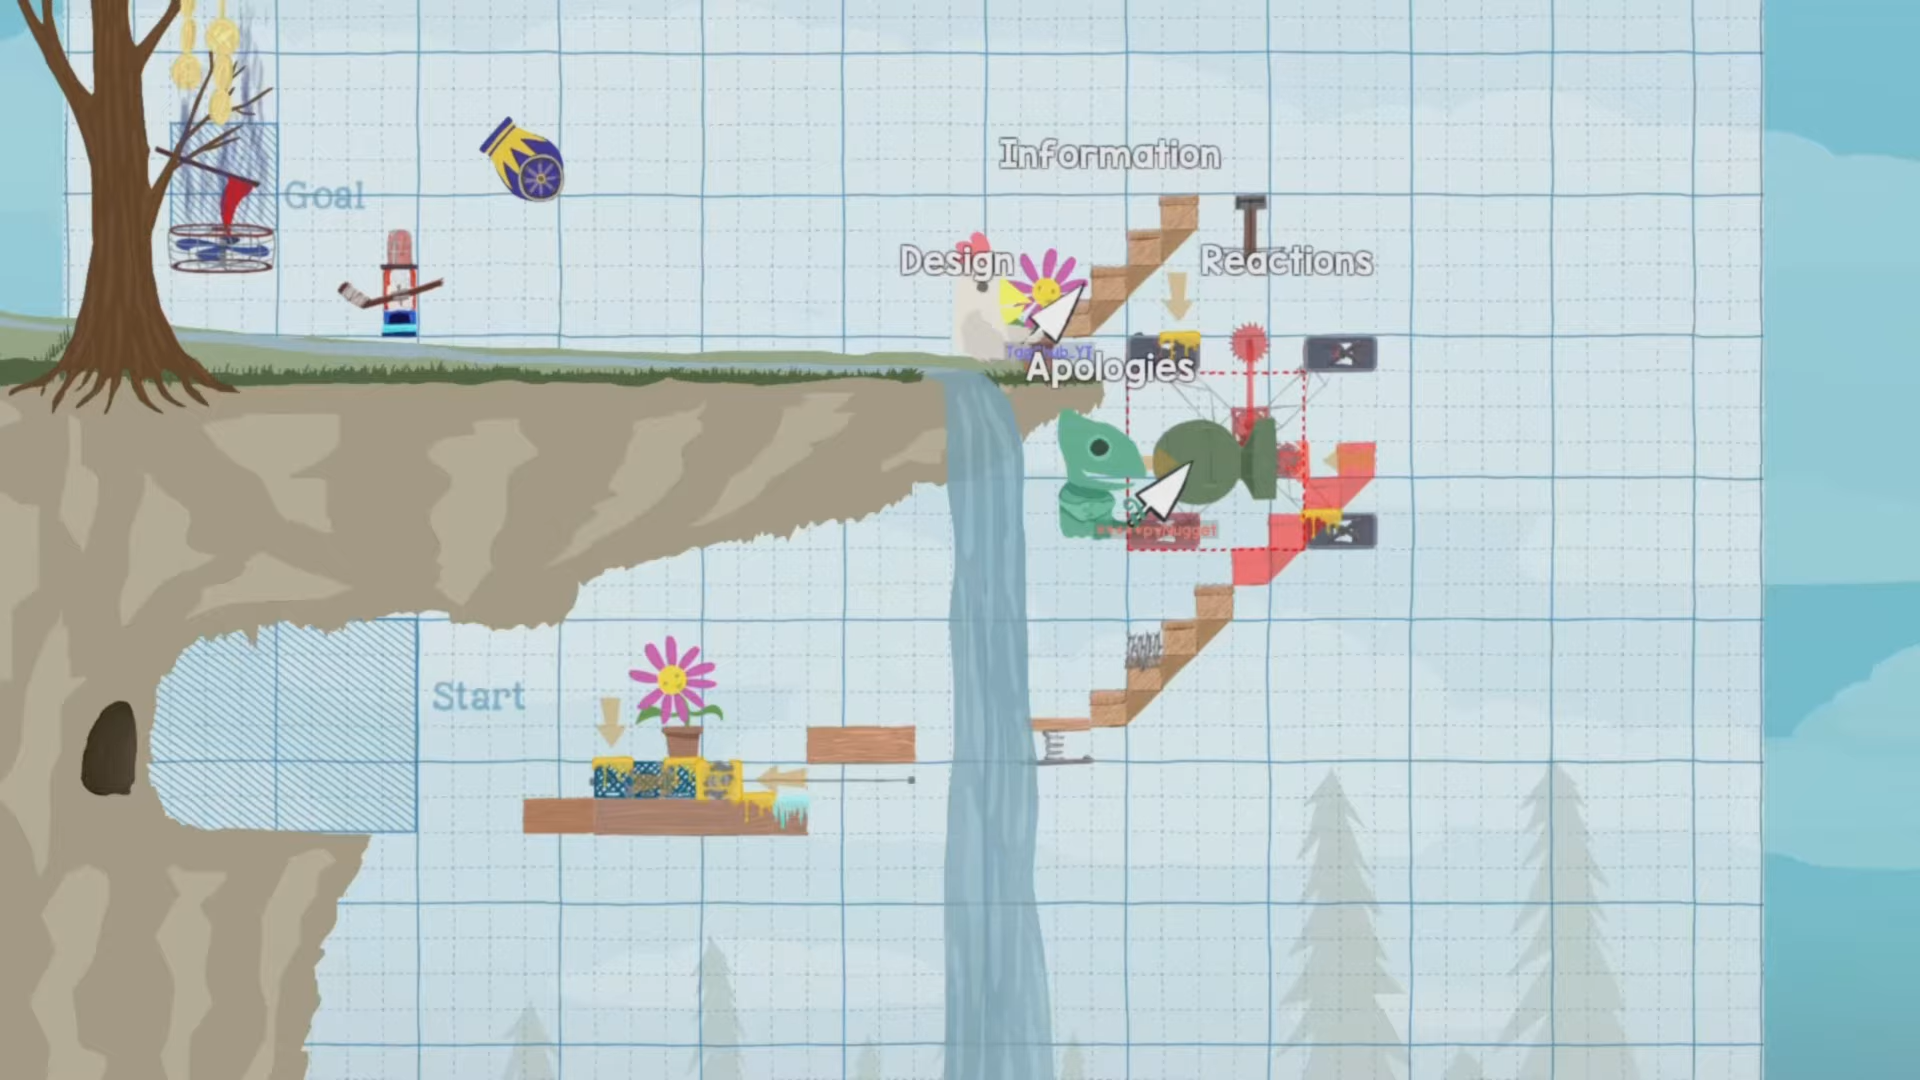 Information
Goal
Design
Reactions
Apologies
Start